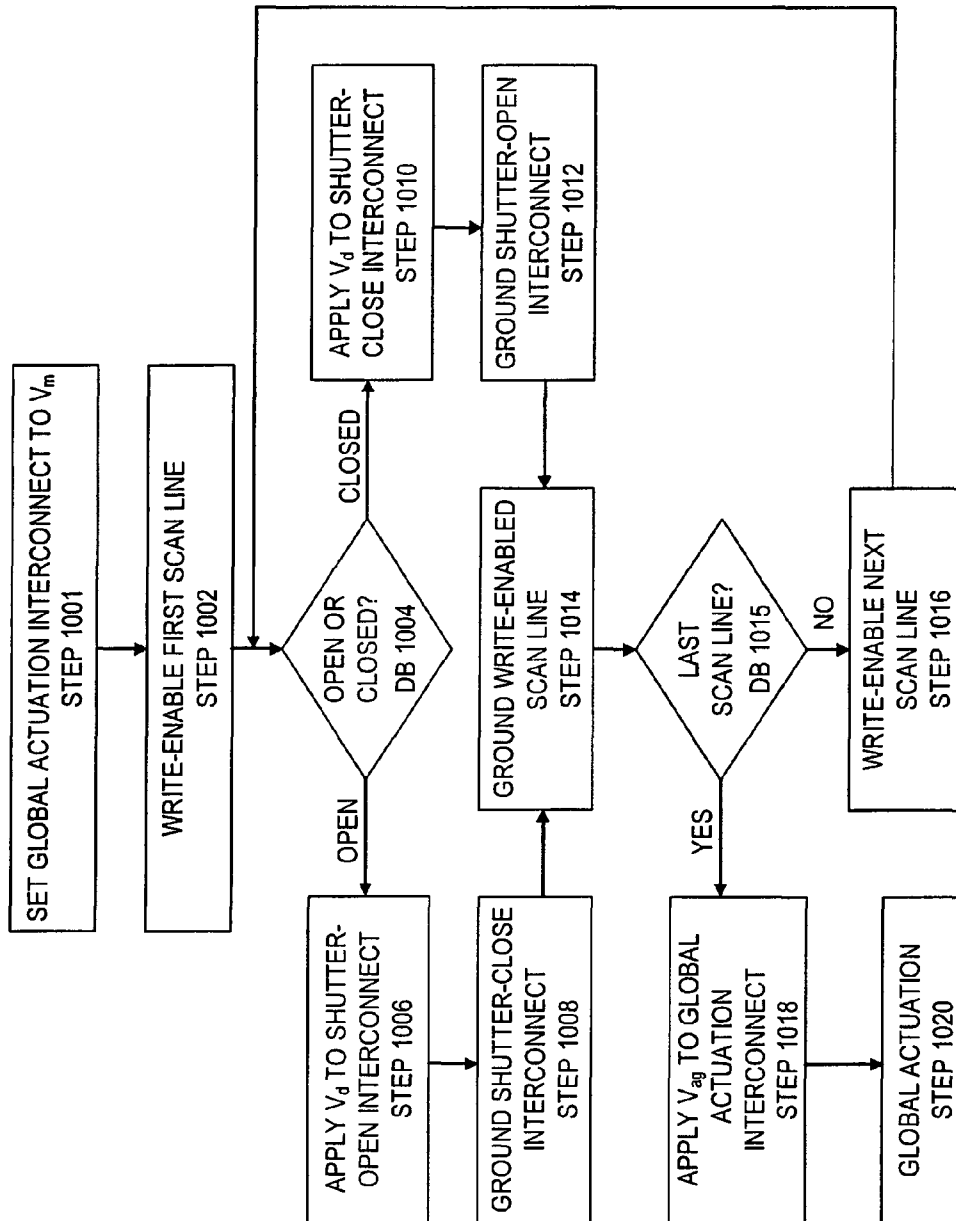 SET GLOBAL ACTUATION INTERCONNECT TO Vm
STEP 1001
WRITE-ENABLE FIRST SCAN LINE
STEP 1002
OPEN OR
CLOSED?
DB 1004
OPEN
CLOSED
APPLY Vd TO SHUTTER-
OPEN INTERCONNECT
STEP 1006
APPLY Vd TO SHUTTER-
CLOSE INTERCONNECT
STEP 1010
GROUND SHUTTER-CLOSE
INTERCONNECT
STEP 1008
GROUND SHUTTER-OPEN
INTERCONNECT
STEP 1012
GROUND WRITE-ENABLED
SCAN LINE
STEP 1014
LAST
SCAN LINE?
DB 1015
YES
NO
APPLY Vag TO GLOBAL
ACTUATION
INTERCONNECT
STEP 1018
WRITE-ENABLE NEXT
SCAN LINE
STEP 1016
GLOBAL ACTUATION
STEP 1020